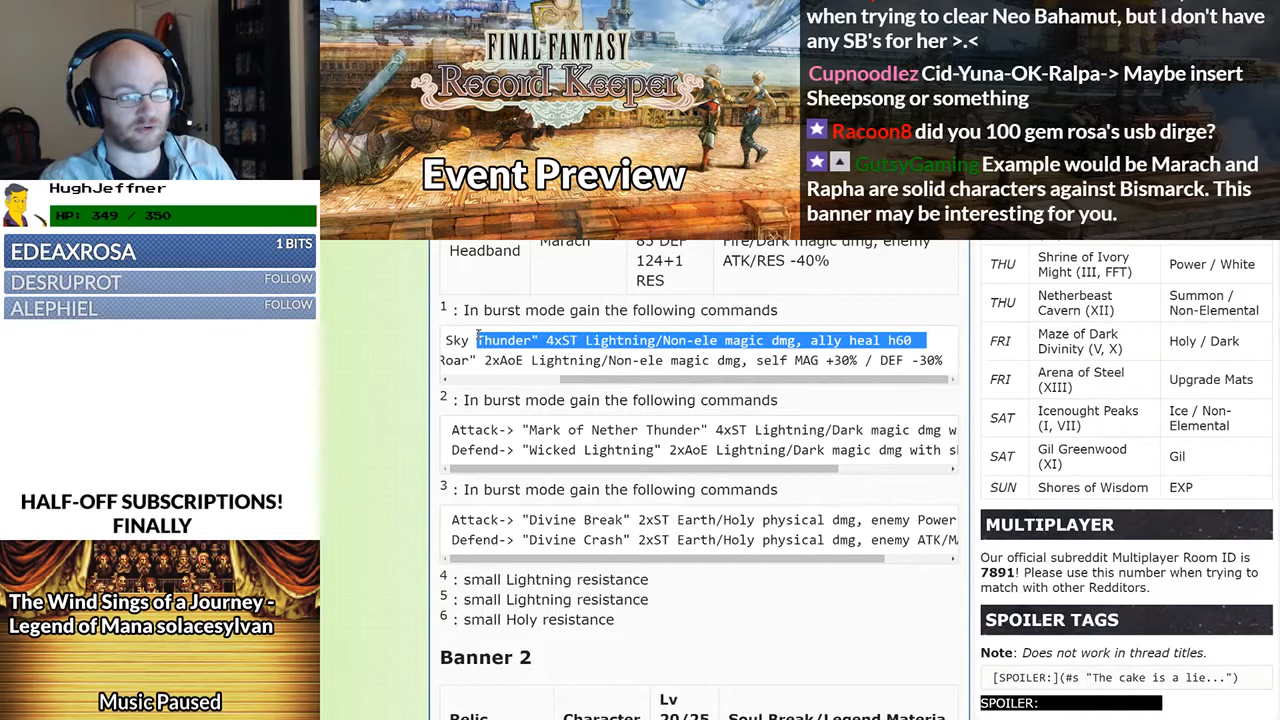 when trying to clear Neo Bahamut, but I don't have
any SB's for her >.<
Cupnoodlez Cid-Yuna-OK-Ralpa-> Maybe insert
Sheepsong or something
Racoon8 did you 100 gem rosa's usb dirge?
GutsyGaming Example would be Marach and
Rapha are solid characters against Bismarck. This
banner may be interesting for you.
FINAL FANTASY
Record Keeper
Event Preview
HughJeffner
HP: 349 / 350
EDEAXROSA 1 BITS
DESRUPROT FOLLOW
ALEPHIEL FOLLOW
HALF-OFF SUBSCRIPTIONS!
FINALLY
The Wind Sings of a Journey -
Legend of Mana solacesylvan
Music Paused
Headband
Marach
85 DEF
124+1
RES
Fire/Dark magic dmg, enemy
ATK/RES -40%
1 : In burst mode gain the following commands
Sky Thunder" 4xST Lightning/Non-ele magic dmg, ally heal h60
Roar" 2xAoE Lightning/Non-ele magic dmg, self MAG +30% / DEF -30%
2 : In burst mode gain the following commands
Attack-> "Mark of Nether Thunder" 4xST Lightning/Dark magic dmg w
Defend-> "Wicked Lightning" 2xAoE Lightning/Dark magic dmg with sl
3 : In burst mode gain the following commands
Attack-> "Divine Break" 2xST Earth/Holy physical dmg, enemy Power
Defend-> "Divine Crash" 2xST Earth/Holy physical dmg, enemy ATK/MA
4 : small Lightning resistance
5 : small Lightning resistance
6 : small Holy resistance
Banner 2
Relic
Character
Lv
20/25
Soul Break/Legend Materia
THU Shrine of Ivory Might (III, FFT) Power / White
THU Netherbeast Cavern (XII) Summon / Non-Elemental
FRI Maze of Dark Divinity (V, X) Holy / Dark
FRI Arena of Steel (XIII) Upgrade Mats
SAT Icenought Peaks (I, VII) Ice / Non-Elemental
SAT Gil Greenwood (XI) Gil
SUN Shores of Wisdom EXP
MULTIPLAYER
Our official subreddit Multiplayer Room ID is
7891! Please use this number when trying to
match with other Redditors.
SPOILER TAGS
Note: Does not work in thread titles.
[SPOILER:](#s "The cake is a lie...")
SPOILER: